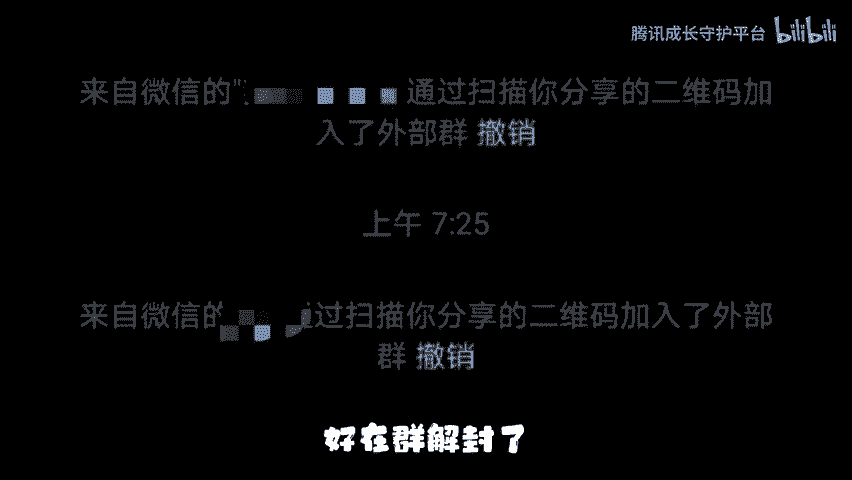 腾讯成长守护平台 bilibili
来自微信的" 通过扫描你分享的二维码加
入了外部群 撤销
上午 7:25
来自微信的 过扫描你分享的二维码加入了外部
群 撤销
好在群解封了